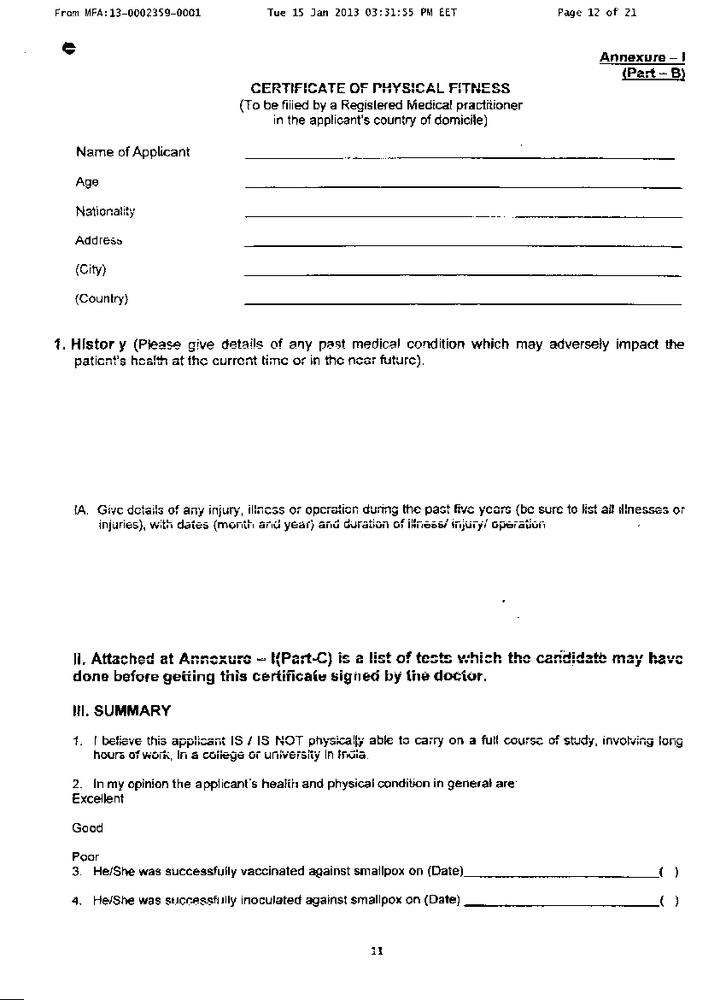 From MFA:13-0002359-0001 Tue 15 Jan 2013 03:31:55 PM EET Page 12 of 21
Annexure – I
(Part – B)
CERTIFICATE OF PHYSICAL FITNESS
(To be filled by a Registered Medical practitioner
in the applicant's country of domicile)
Name of Applicant
Age
Nationality
Address
(City)
(Country)
1. Histor y (Please give details of any past medical condition which may adversely impact the
patient's health at the current time or in the near future).
IA. Give details of any injury, illness or operation during the past five years (be sure to list all illnesses or
injuries), with dates (month and year) and duration of illness/ injury/ operation
II. Attached at Annexure – I(Part-C) is a list of tests which the candidate may have
done before getting this certificate signed by the doctor.
III. SUMMARY
1. I believe this applicant IS / IS NOT physically able to carry on a full course of study, involving long
hours of work, in a college or university in India.
2. In my opinion the applicant's health and physical condition in general are:
Excellent
Good
Poor
3. He/She was successfully vaccinated against smallpox on (Date)______________________( )
4. He/She was successfully inoculated against smallpox on (Date) ______________________( )
11